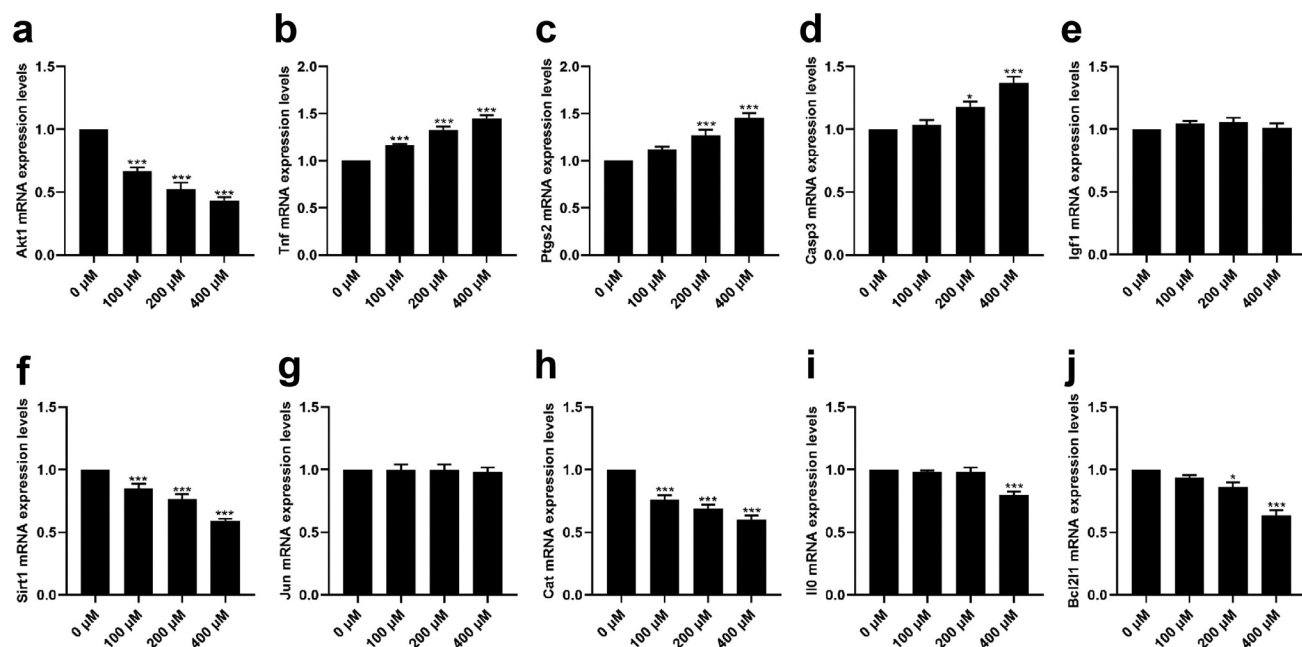 a
Akt1 mRNA expression levels
1.5
1.0
0.5
0.0
***
***
***
0 µM
100 µM
200 µM
400 µM
b
Tnf mRNA expression levels
2.0
1.5
1.0
0.5
0.0
***
***
***
0 µM
100 µM
200 µM
400 µM
c
Ptgs2 mRNA expression levels
2.0
1.5
1.0
0.5
0.0
***
***
0 µM
100 µM
200 µM
400 µM
d
Casp3 mRNA expression levels
1.5
1.0
0.5
0.0
*
***
0 µM
100 µM
200 µM
400 µM
e
Igf1 mRNA expression levels
1.5
1.0
0.5
0.0
0 µM
100 µM
200 µM
400 µM
f
Sirt1 mRNA expression levels
1.5
1.0
0.5
0.0
***
***
***
0 µM
100 µM
200 µM
400 µM
g
Jun mRNA expression levels
1.5
1.0
0.5
0.0
0 µM
100 µM
200 µM
400 µM
h
Cat mRNA expression levels
1.5
1.0
0.5
0.0
***
***
***
0 µM
100 µM
200 µM
400 µM
i
Il0 mRNA expression levels
1.5
1.0
0.5
0.0
***
0 µM
100 µM
200 µM
400 µM
j
Bcl2l1 mRNA expression levels
1.5
1.0
0.5
0.0
*
***
0 µM
100 µM
200 µM
400 µM